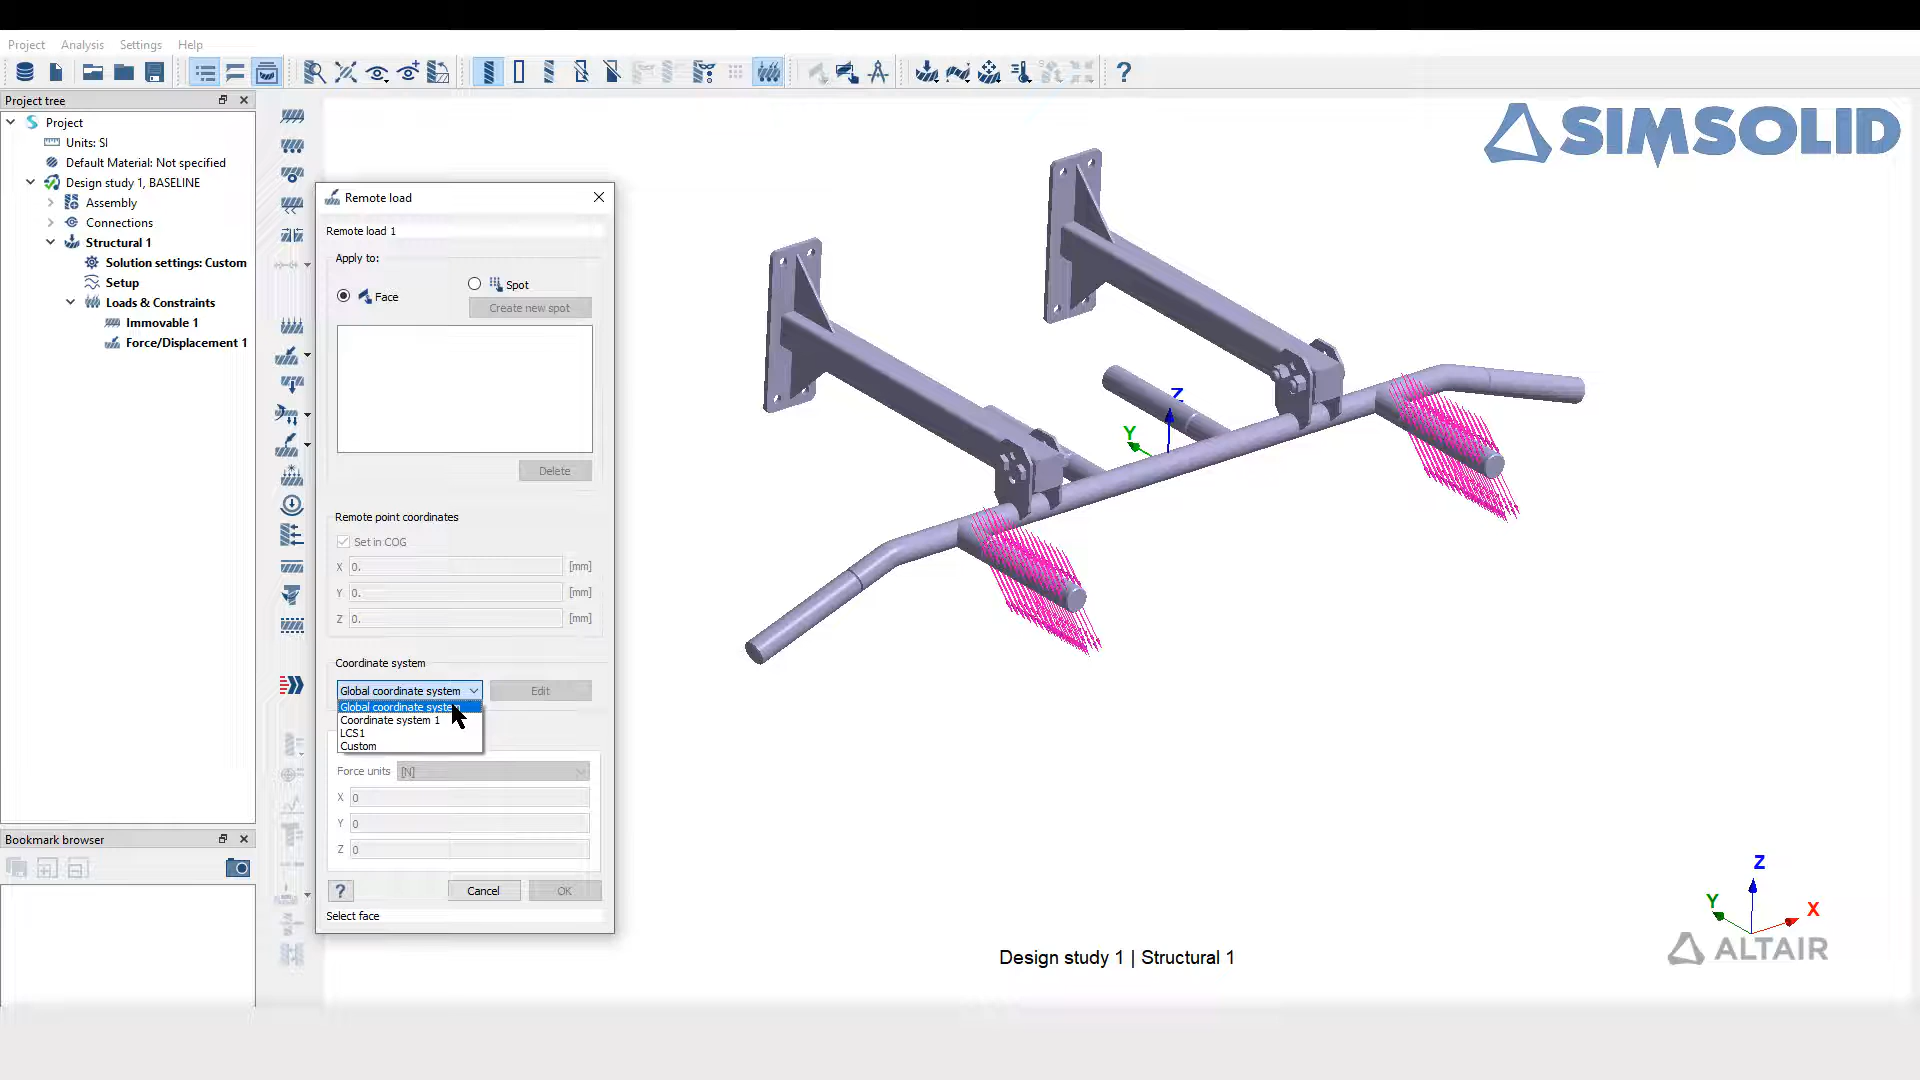 Project Analysis Settings Help
Project tree
Project
Units: SI
Default Material: Not specified
Design study 1, BASELINE
Assembly
Connections
Structural 1
Solution settings: Custom
Setup
Loads & Constraints
Immovable 1
Force/Displacement 1
Bookmark browser
Remote load
Remote load 1
Apply to:
Face
Spot
Create new spot
Delete
Remote point coordinates
Set in COG
X 0. [mm]
Y 0. [mm]
Z 0. [mm]
Coordinate system
Global coordinate system Edit
Global coordinate system
Coordinate system 1
LCS1
Custom
Force units [N]
X 0
Y 0
Z 0
? Cancel OK
Select face
SIMSOLID
Z
Y
Z
Y X
ALTAIR
Design study 1 | Structural 1